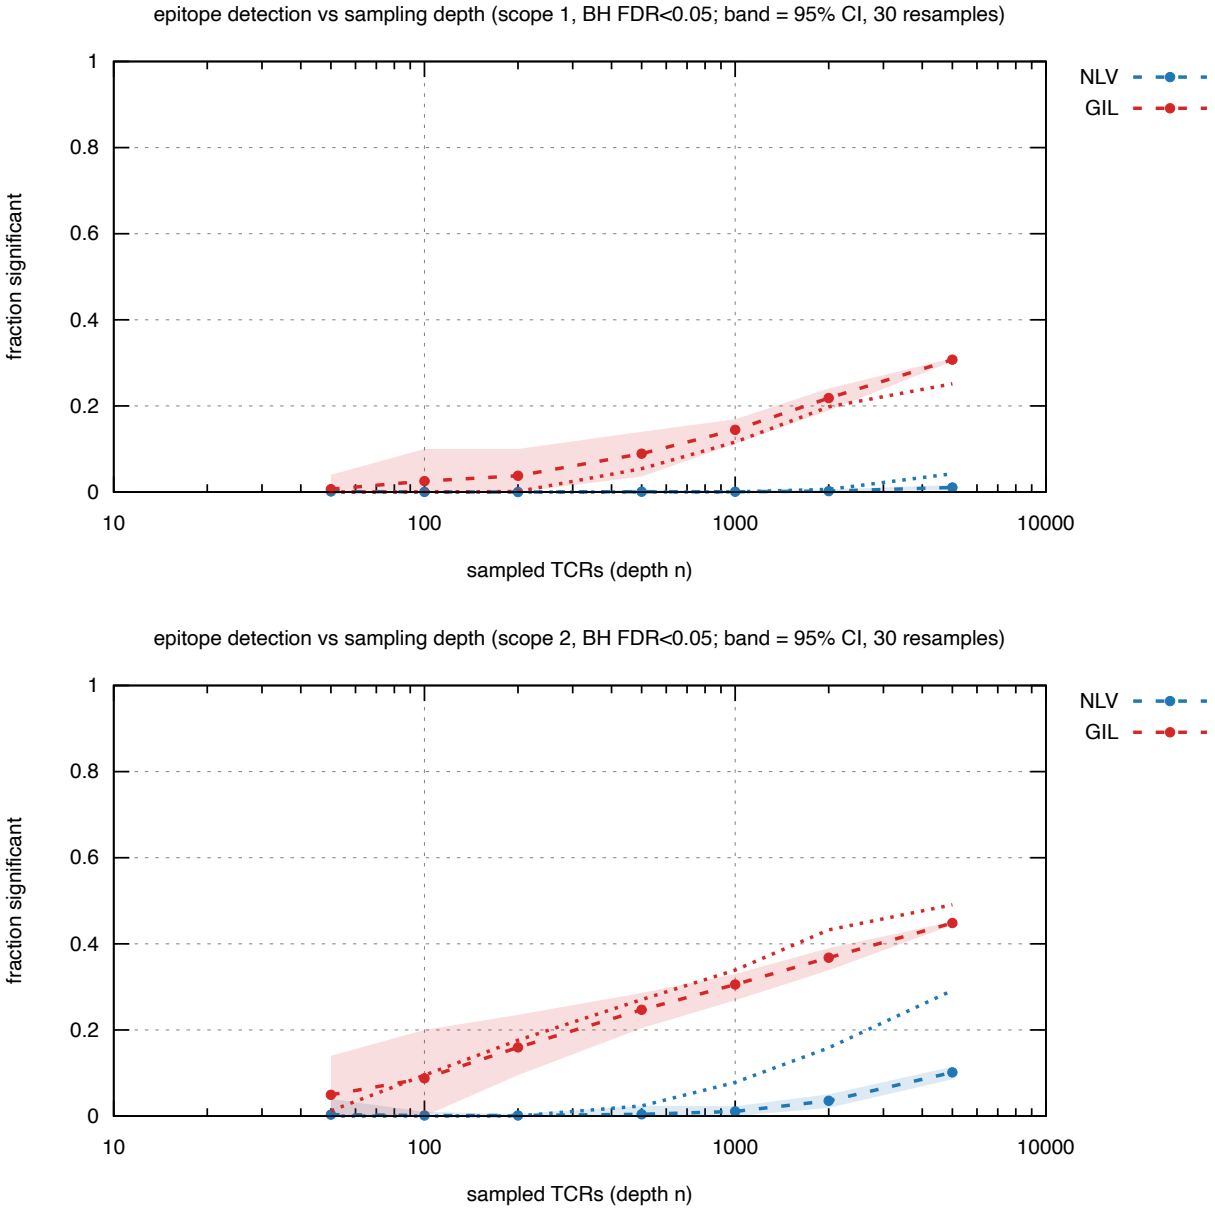 epitope detection vs sampling depth (scope 1, BH FDR<0.05; band = 95% CI, 30 resamples)
NLV
GIL
fraction significant
1
0.8
0.6
0.4
0.2
0
10 100 1000 10000
sampled TCRs (depth n)
epitope detection vs sampling depth (scope 2, BH FDR<0.05; band = 95% CI, 30 resamples)
NLV
GIL
fraction significant
1
0.8
0.6
0.4
0.2
0
10 100 1000 10000
sampled TCRs (depth n)